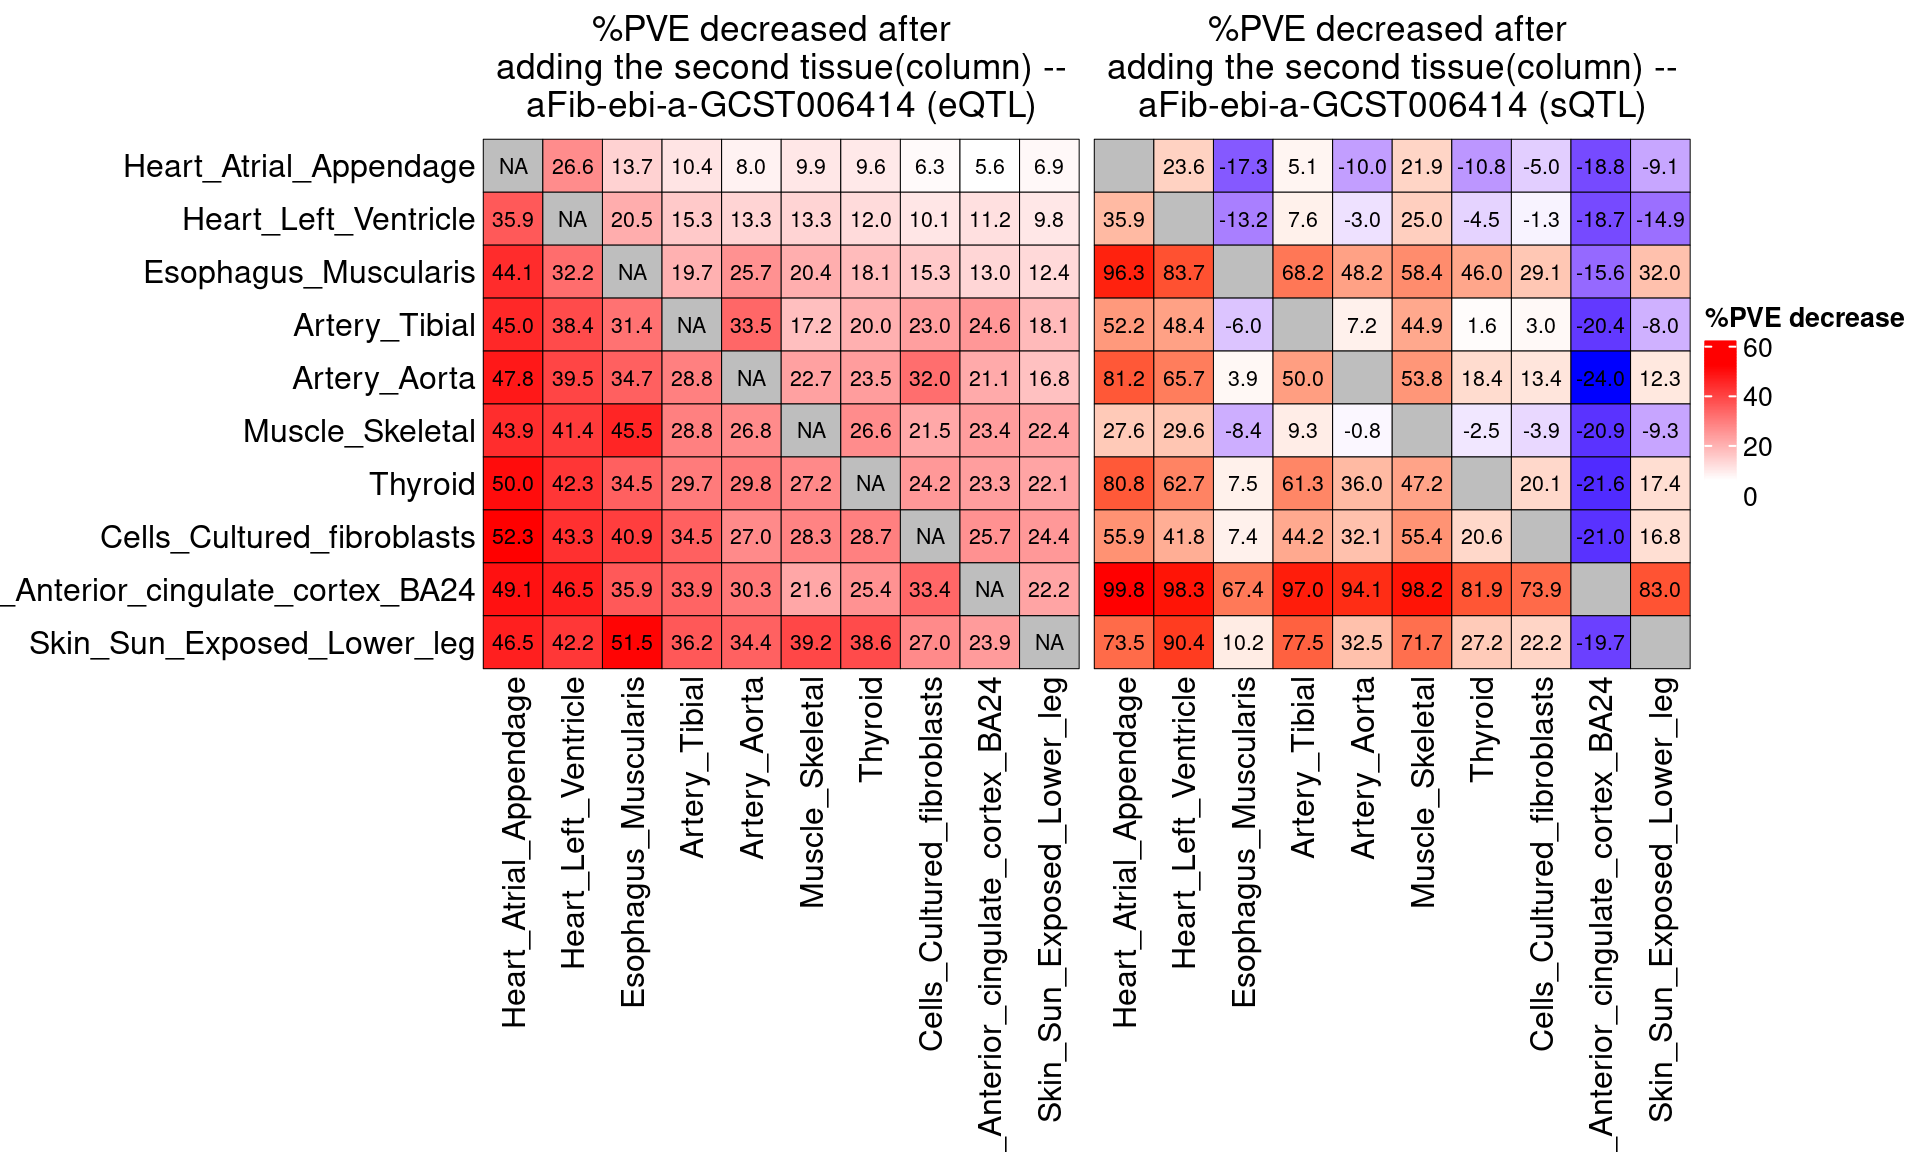 %PVE decreased after
adding the second tissue(column) --
aFib-ebi-a-GCST006414 (eQTL)
%PVE decreased after
adding the second tissue(column) --
aFib-ebi-a-GCST006414 (sQTL)
Heart_Atrial_Appendage NA 26.6 13.7 10.4 8.0 9.9 9.6 6.3 5.6 6.9 23.6 -17.3 5.1 -10.0 21.9 -10.8 -5.0 -18.8 -9.1
Heart_Left_Ventricle 35.9 NA 20.5 15.3 13.3 13.3 12.0 10.1 11.2 9.8 35.9 -13.2 7.6 -3.0 25.0 -4.5 -1.3 -18.7 -14.9
Esophagus_Muscularis 44.1 32.2 NA 19.7 25.7 20.4 18.1 15.3 13.0 12.4 96.3 83.7 68.2 48.2 58.4 46.0 29.1 -15.6 32.0
Artery_Tibial 45.0 38.4 31.4 NA 33.5 17.2 20.0 23.0 24.6 18.1 52.2 48.4 -6.0 7.2 44.9 1.6 3.0 -20.4 -8.0
Artery_Aorta 47.8 39.5 34.7 28.8 NA 22.7 23.5 32.0 21.1 16.8 81.2 65.7 3.9 50.0 53.8 18.4 13.4 -24.0 12.3
Muscle_Skeletal 43.9 41.4 45.5 28.8 26.8 NA 26.6 21.5 23.4 22.4 27.6 29.6 -8.4 9.3 -0.8 -2.5 -3.9 -20.9 -9.3
Thyroid 50.0 42.3 34.5 29.7 29.8 27.2 NA 24.2 23.3 22.1 80.8 62.7 7.5 61.3 36.0 47.2 20.1 -21.6 17.4
Cells_Cultured_fibroblasts 52.3 43.3 40.9 34.5 27.0 28.3 28.7 NA 25.7 24.4 55.9 41.8 7.4 44.2 32.1 55.4 20.6 -21.0 16.8
_Anterior_cingulate_cortex_BA24 49.1 46.5 35.9 33.9 30.3 21.6 25.4 33.4 NA 22.2 99.8 98.3 67.4 97.0 94.1 98.2 81.9 73.9 83.0
Skin_Sun_Exposed_Lower_leg 46.5 42.2 51.5 36.2 34.4 39.2 38.6 27.0 23.9 NA 73.5 90.4 10.2 77.5 32.5 71.7 27.2 22.2 -19.7
Heart_Atrial_Appendage
Heart_Left_Ventricle
Esophagus_Muscularis
Artery_Tibial
Artery_Aorta
Muscle_Skeletal
Thyroid
Cells_Cultured_fibroblasts
_Anterior_cingulate_cortex_BA24
Skin_Sun_Exposed_Lower_leg
Heart_Atrial_Appendage
Heart_Left_Ventricle
Esophagus_Muscularis
Artery_Tibial
Artery_Aorta
Muscle_Skeletal
Thyroid
Cells_Cultured_fibroblasts
_Anterior_cingulate_cortex_BA24
Skin_Sun_Exposed_Lower_leg
%PVE decrease
60
40
20
0